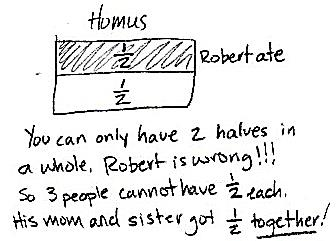 Homus
1/2 Robert ate
1/2
You can only have 2 halves in
a whole. Robert is wrong!!!
So 3 people cannot have 1/2 each.
His mom and sister got 1/2 together!